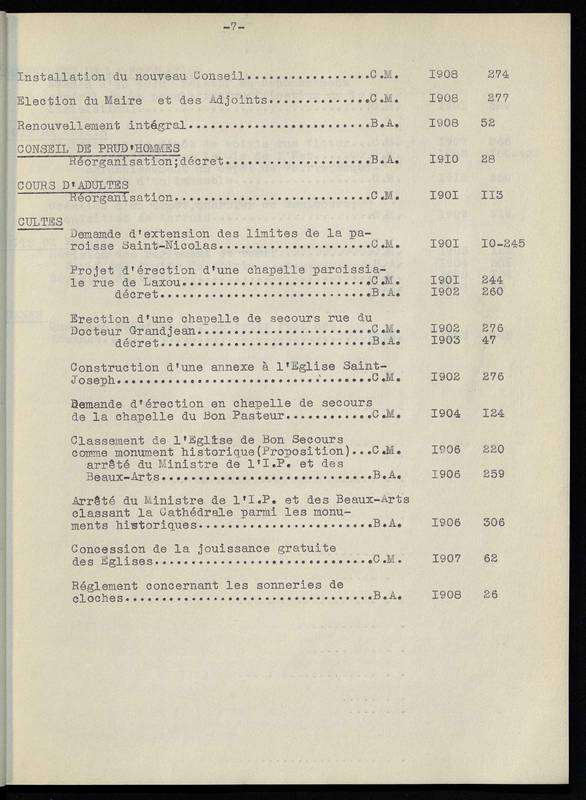 -7-
Installation du nouveau Conseil.................C.M. I908 274
Election du Maire et des Adjoints..............C.M. I908 277
Renouvellement intégral.........................B.A. I908 52
CONSEIL DE PRUD'HOMMES
Réorganisation;décret....................B.A. I9I0 28
COURS D'ADULTES
Réorganisation...........................C.M. I90I II3
CULTES
Demande d'extension des limites de la pa-
roisse Saint-Nicolas.....................C.M. I90I I0-245
Projet d'érection d'une chapelle paroissia-
le rue de Laxou..........................C.M. I90I 244
décret.............................B.A. I902 260
Erection d'une chapelle de secours rue du
Docteur Grandjean........................C.M. I902 276
décret.............................B.A. I903 47
Construction d'une annexe à l'Eglise Saint-
Joseph...................................C.M. I902 276
Demande d'érection en chapelle de secours
de la chapelle du Bon Pasteur............C.M. I904 I24
Classement de l'Eglise de Bon Secours
comme monument historique(Proposition)...C.M. I906 220
arrêté du Ministre de l'I.P. et des
Beaux-Arts.............................B.A. I906 259
Arrêté du Ministre de l'I.P. et des Beaux-Arts
classant la Cathédrale parmi les monu-
ments historiques........................B.A. I906 306
Concession de la jouissance gratuite
des Eglises..............................C.M. I907 62
Réglement concernant les sonneries de
cloches..................................B.A. I908 26